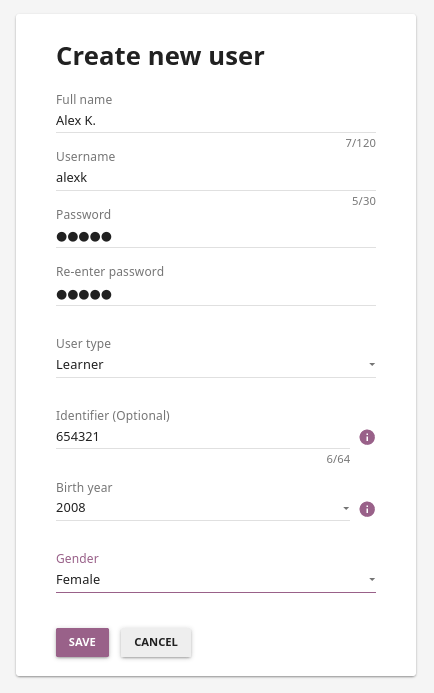 Create new user
Full name
Alex K.
7/120
Username
alexk
5/30
Password
●●●●●
Re-enter password
●●●●●
User type
Learner
Identifier (Optional)
654321
6/64
Birth year
2008
Gender
Female
SAVE CANCEL